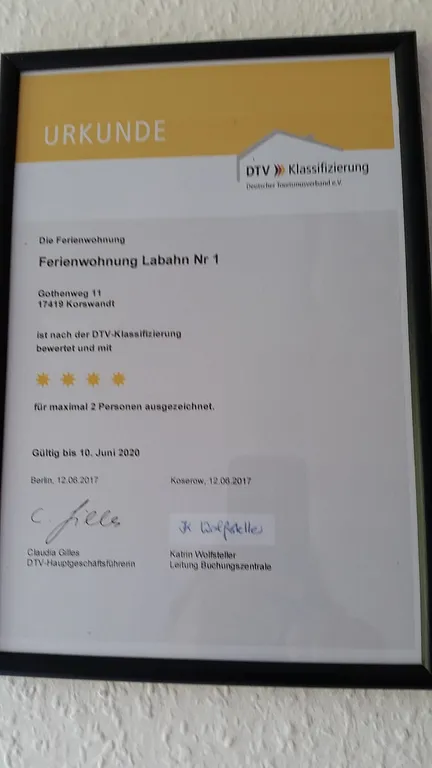 URKUNDE
DTV Klassifizierung
Deutscher Tourismusverband e.V.
Die Ferienwohnung
Ferienwohnung Labahn Nr 1
Gothenweg 11
17419 Korswandt
ist nach der DTV-Klassifizierung
bewertet und mit
für maximal 2 Personen ausgezeichnet.
Gültig bis 10. Juni 2020
Berlin, 12.06.2017
Koserow, 12.06.2017
C. Gilles
K Wolfsteller
Claudia Gilles
DTV-Hauptgeschäftsführerin
Katrin Wolfsteller
Leitung Buchungszentrale